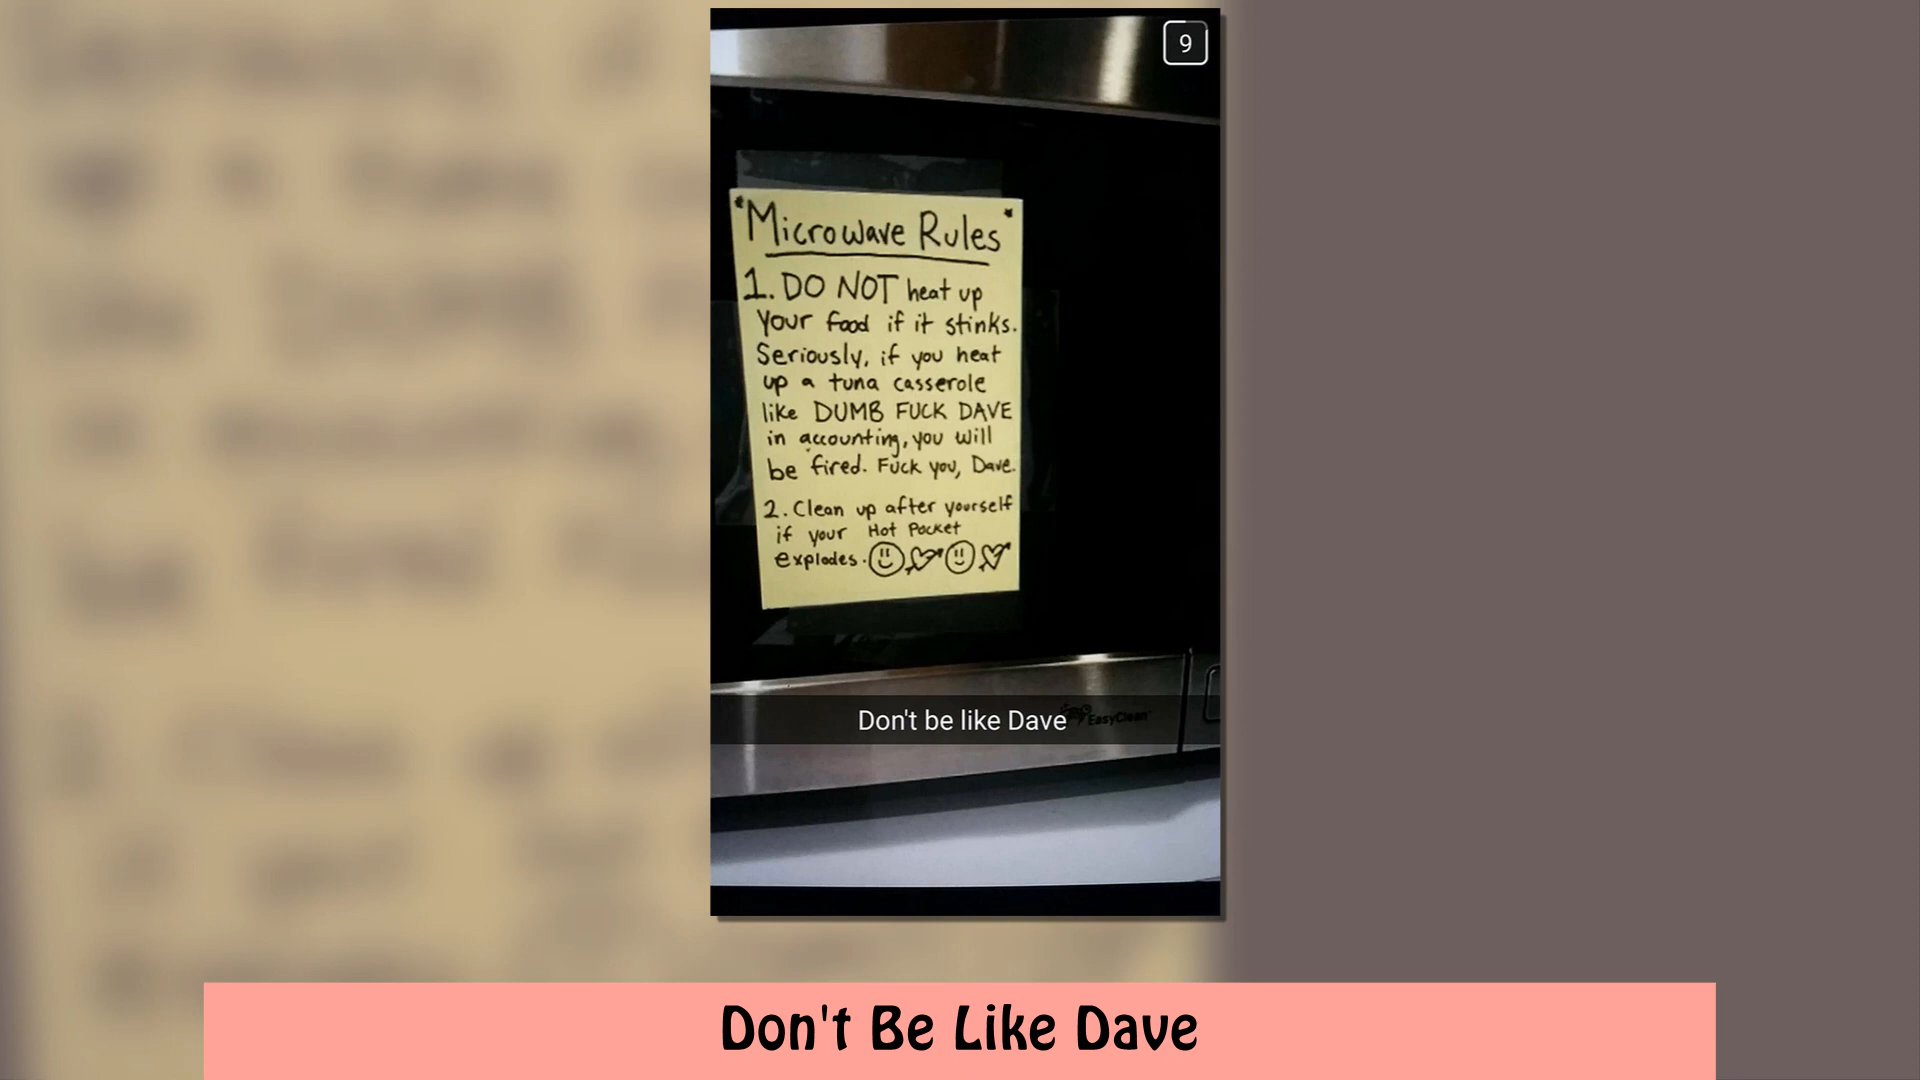 9
*Microwave Rules*
1. DO NOT heat up
your food if it stinks.
Seriously, if you heat
up a tuna casserole
like DUMB FUCK DAVE
in accounting, you will
be fired. Fuck you, Dave.
2. Clean up after yourself
if your Hot Pocket
explodes.
Don't be like Dave
EasyClean
Don't Be Like Dave